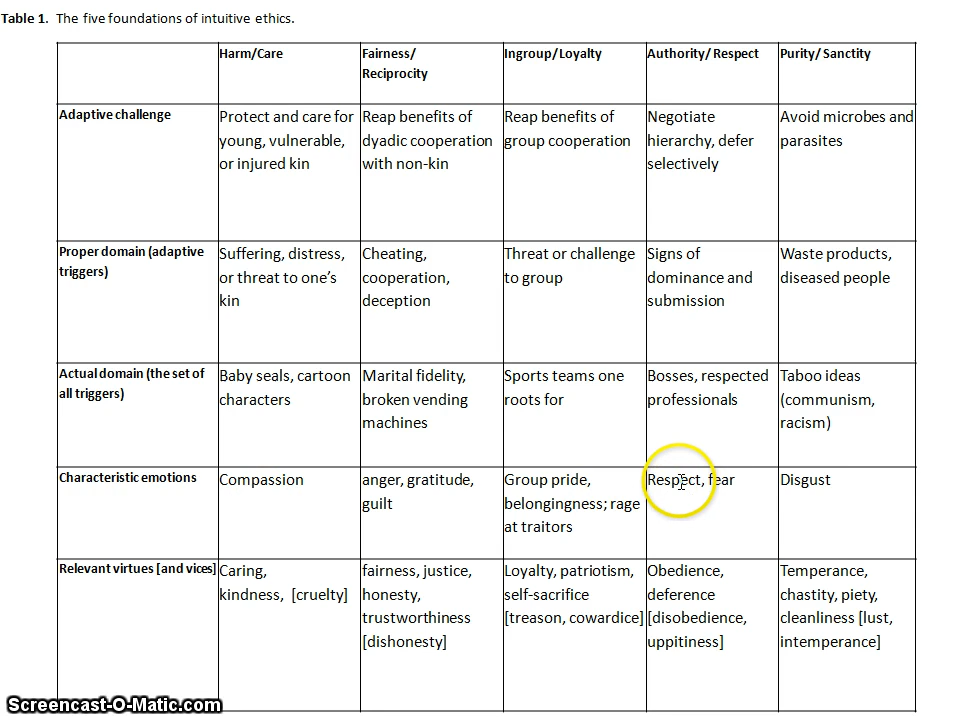 Table 1. The five foundations of intuitive ethics.
Harm/Care
Fairness/
Reciprocity
Ingroup/Loyalty
Authority/ Respect
Purity/ Sanctity
Adaptive challenge
Protect and care for
young, vulnerable,
or injured kin
Reap benefits of
dyadic cooperation
with non-kin
Reap benefits of
group cooperation
Negotiate
hierarchy, defer
selectively
Avoid microbes and
parasites
Proper domain (adaptive
triggers)
Suffering, distress,
or threat to one's
kin
Cheating,
cooperation,
deception
Threat or challenge
to group
Signs of
dominance and
submission
Waste products,
diseased people
Actual domain (the set of
all triggers)
Baby seals, cartoon
characters
Marital fidelity,
broken vending
machines
Sports teams one
roots for
Bosses, respected
professionals
Taboo ideas
(communism,
racism)
Characteristic emotions
Compassion
anger, gratitude,
guilt
Group pride,
belongingness; rage
at traitors
Respect, fear
Disgust
Relevant virtues [and vices]
Caring,
kindness, [cruelty]
fairness, justice,
honesty,
trustworthiness
[dishonesty]
Loyalty, patriotism,
self-sacrifice
[treason, cowardice]
Obedience,
deference
[disobedience,
uppitiness]
Temperance,
chastity, piety,
cleanliness [lust,
intemperance]
Screencast-O-Matic.com